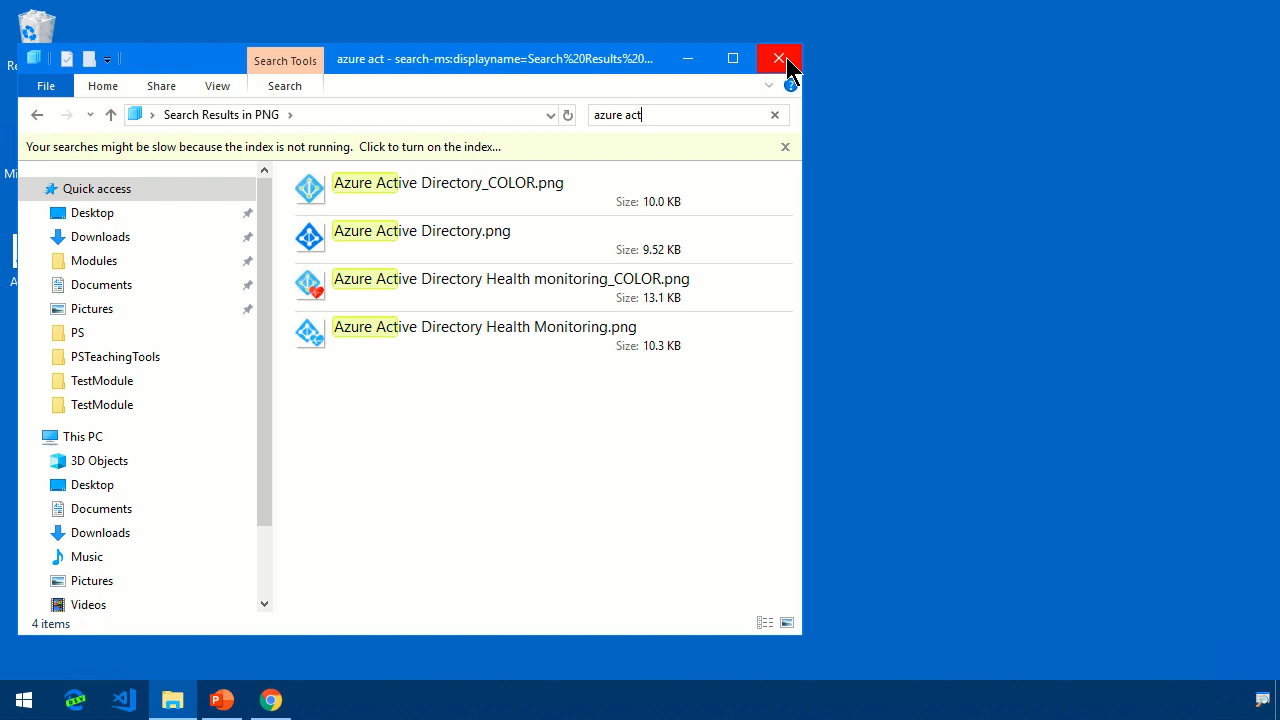 Re
Search Tools
azure act - search-ms:displayname=Search%20Results%20...
File
Home
Share
View
Search
Search Results in PNG
azure act
Your searches might be slow because the index is not running. Click to turn on the index...
Mi
A
Quick access
Desktop
Downloads
Modules
Documents
Pictures
PS
PSTeachingTools
TestModule
TestModule
This PC
3D Objects
Desktop
Documents
Downloads
Music
Pictures
Videos
Azure Active Directory_COLOR.png
Size: 10.0 KB
Azure Active Directory.png
Size: 9.52 KB
Azure Active Directory Health monitoring_COLOR.png
Size: 13.1 KB
Azure Active Directory Health Monitoring.png
Size: 10.3 KB
4 items
DEV